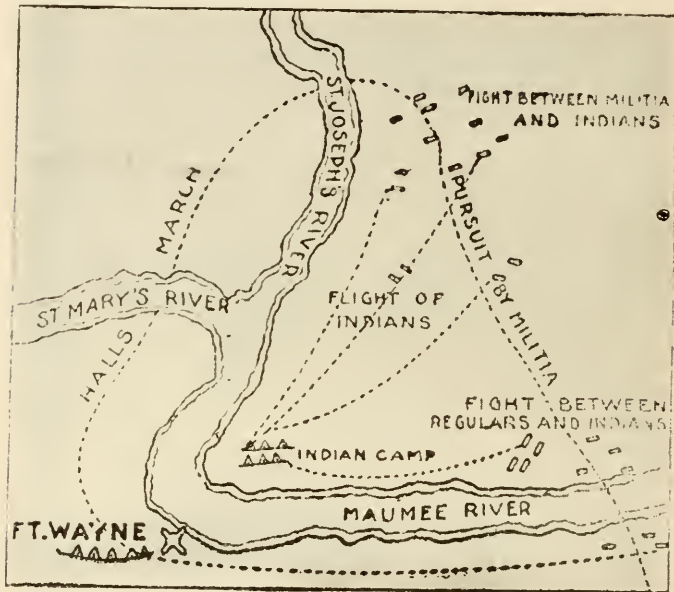 FIGHT BETWEEN MILITIA
AND INDIANS
ST. JOSEPH'S RIVER
PURSUIT BY MILITIA
HALLS MARCH
ST MARY'S RIVER
FLIGHT OF
INDIANS
FIGHT BETWEEN
REGULARS AND INDIANS
INDIAN CAMP
MAUMEE RIVER
FT. WAYNE